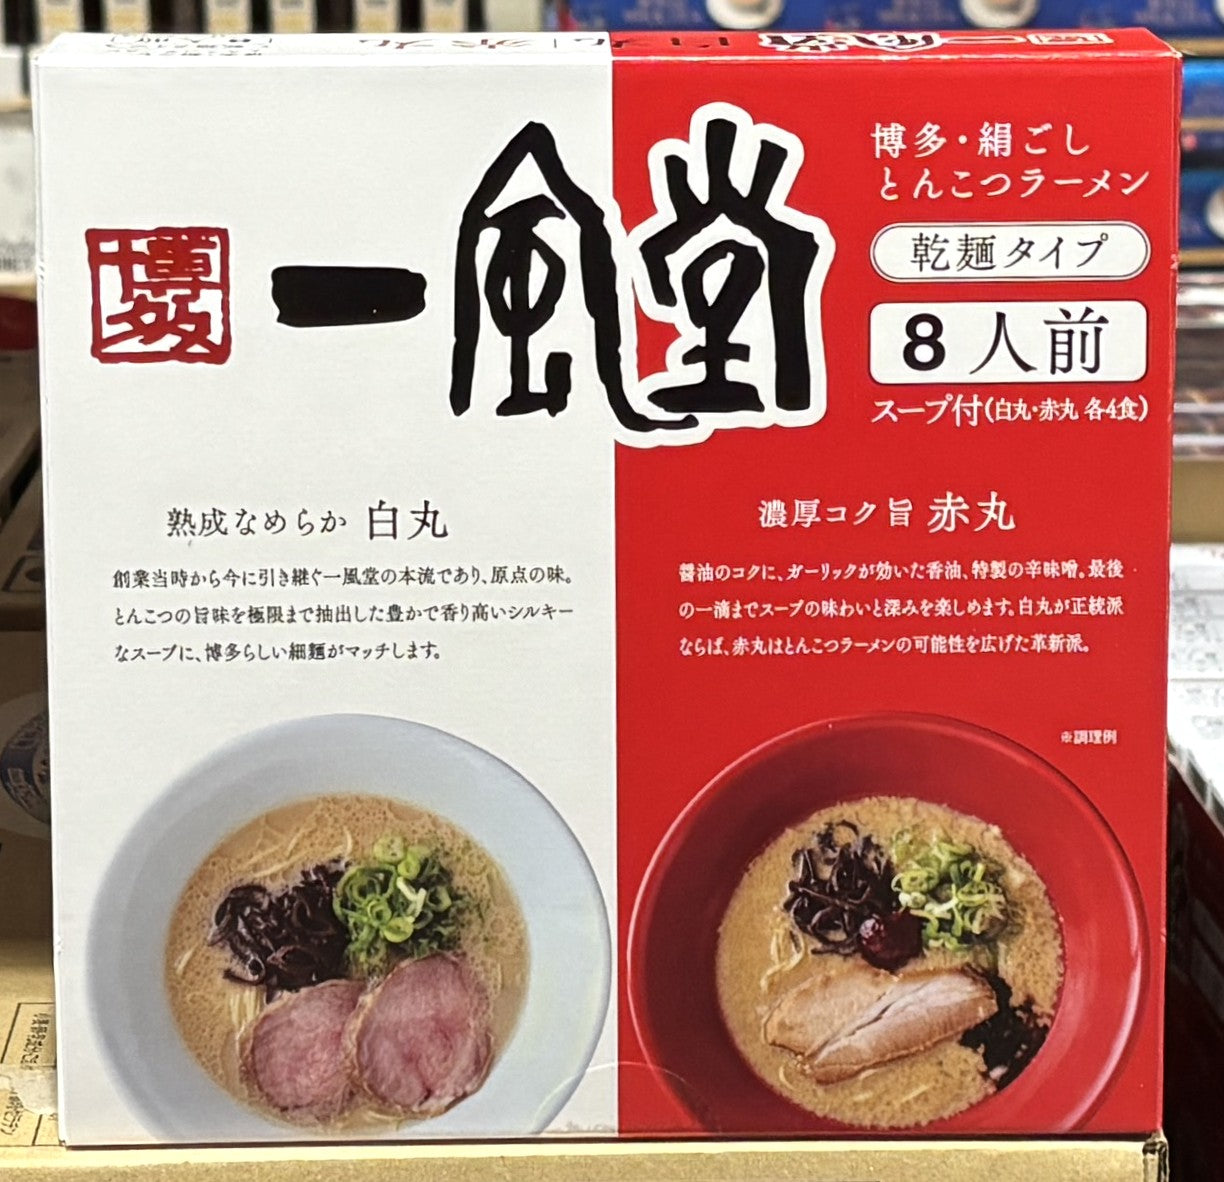 博多
一風堂
博多・絹ごし
とんこつラーメン
乾麺タイプ
8人前
スープ付(白丸・赤丸 各4食)
熟成なめらか 白丸
創業当時から今に引き継ぐ一風堂の本流であり、原点の味。
とんこつの旨味を極限まで抽出した豊かで香り高いシルキー
なスープに、博多らしい細麺がマッチします。
濃厚コク旨 赤丸
醤油のコクに、ガーリックが効いた香油、特製の辛味噌。最後
の一滴までスープの味わいと深みを楽しめます。白丸が正統派
ならば、赤丸はとんこつラーメンの可能性を広げた革新派。
※調理例